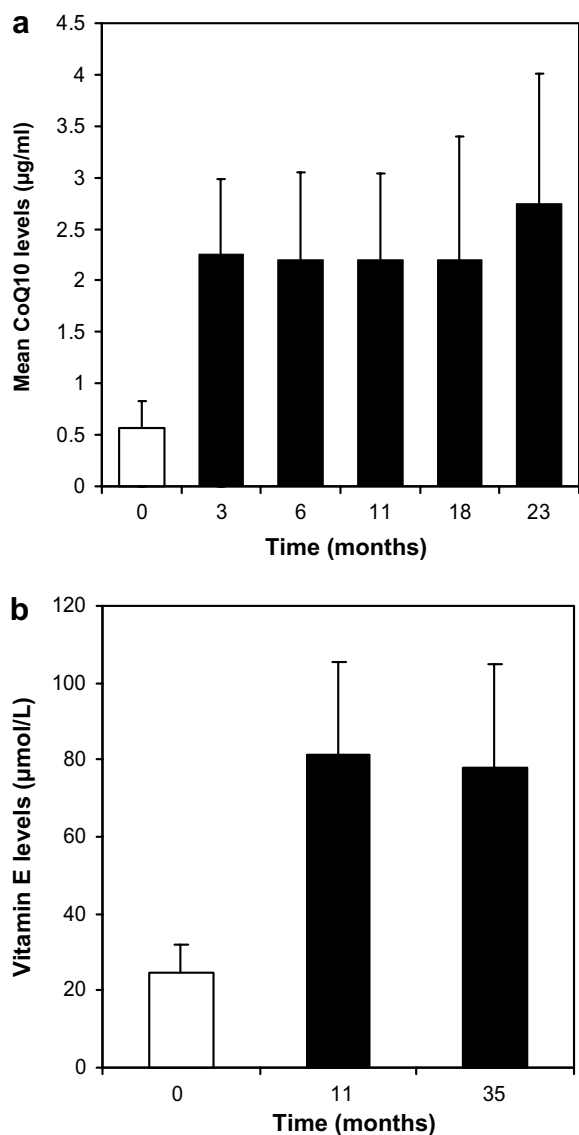 a
Mean CoQ10 levels (µg/ml)
4.5
4
3.5
3
2.5
2
1.5
1
0.5
0
0 3 6 11 18 23
Time (months)
b
Vitamin E levels (µmol/L)
120
100
80
60
40
20
0
0 11 35
Time (months)